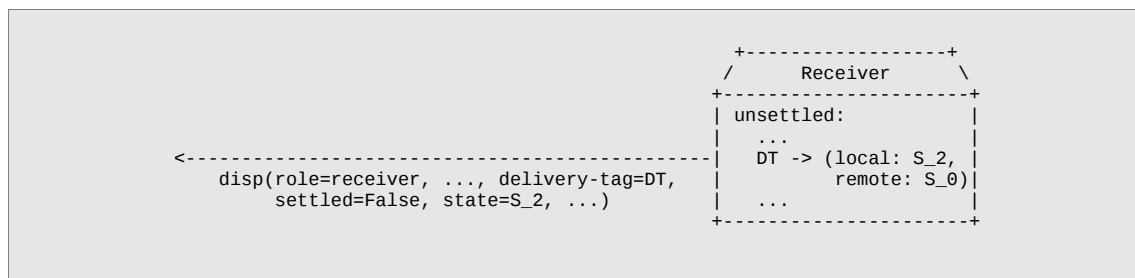 +------------------+
/ Receiver \
+----------------------+
| unsettled: |
| ... |
<-----------------------------------------------| DT -> (local: S_2, |
disp(role=receiver, ..., delivery-tag=DT, | remote: S_0)|
settled=False, state=S_2, ...) | ... |
+----------------------+